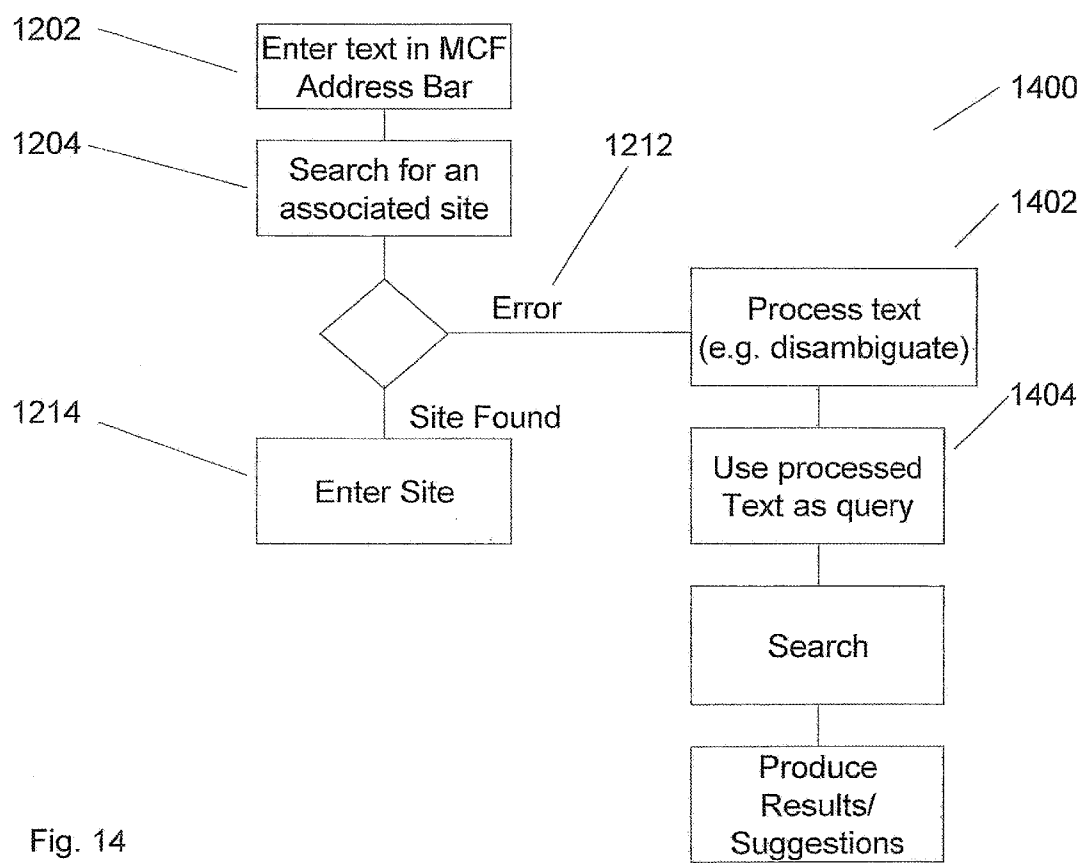 1202
Enter text in MCF
Address Bar
1400
1204
Search for an
associated site
1212
1402
Error
Process text
(e.g. disambiguate)
1214
Site Found
1404
Enter Site
Use processed
Text as query
Search
Produce
Results/
Suggestions
Fig. 14